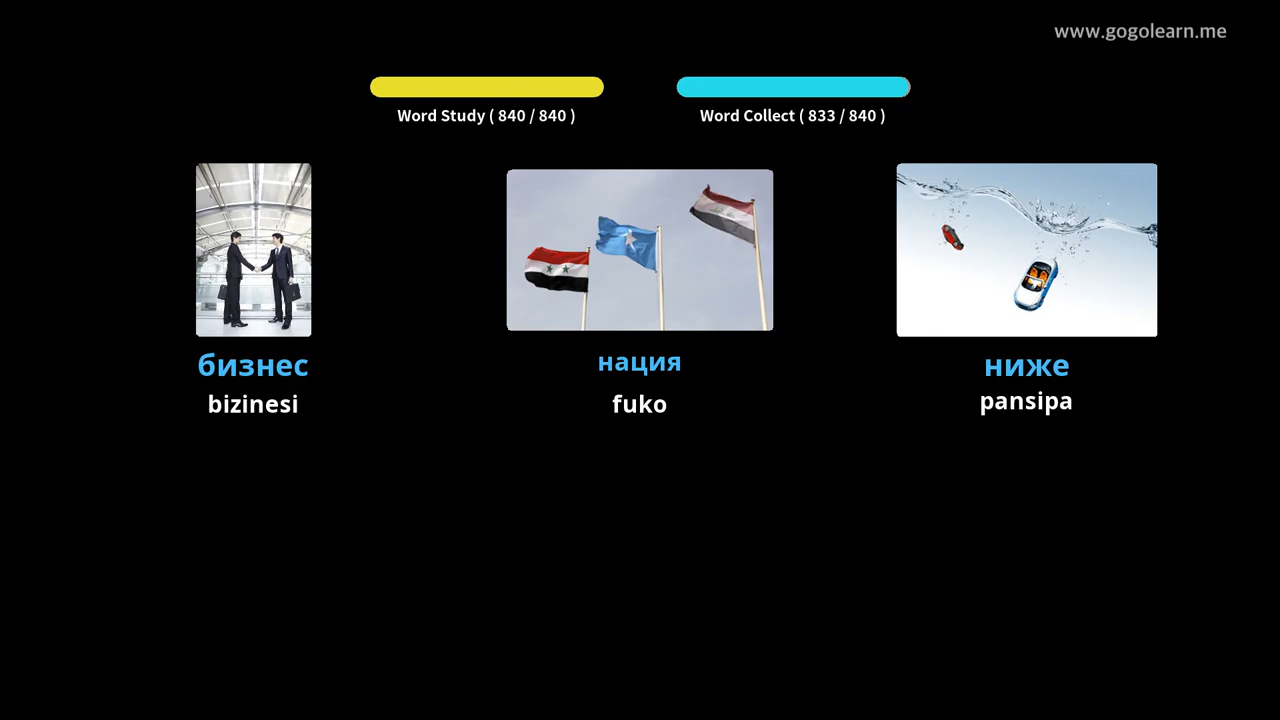 www.gogolearn.me
Word Study ( 840 / 840 )
Word Collect ( 833 / 840 )
бизнес
bizinesi
нация
fuko
ниже
pansipa